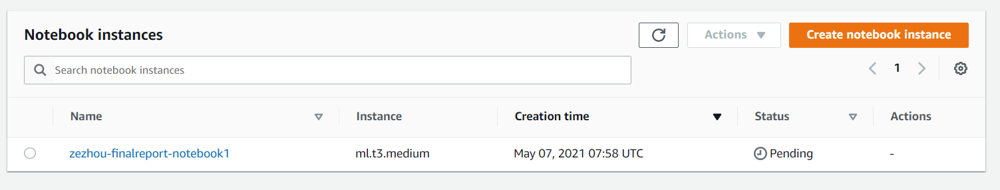 Notebook instances
Actions
Create notebook instance
Search notebook instances
1
Name Instance Creation time Status Actions
zezhou-finalreport-notebook1 ml.t3.medium May 07, 2021 07:58 UTC Pending -